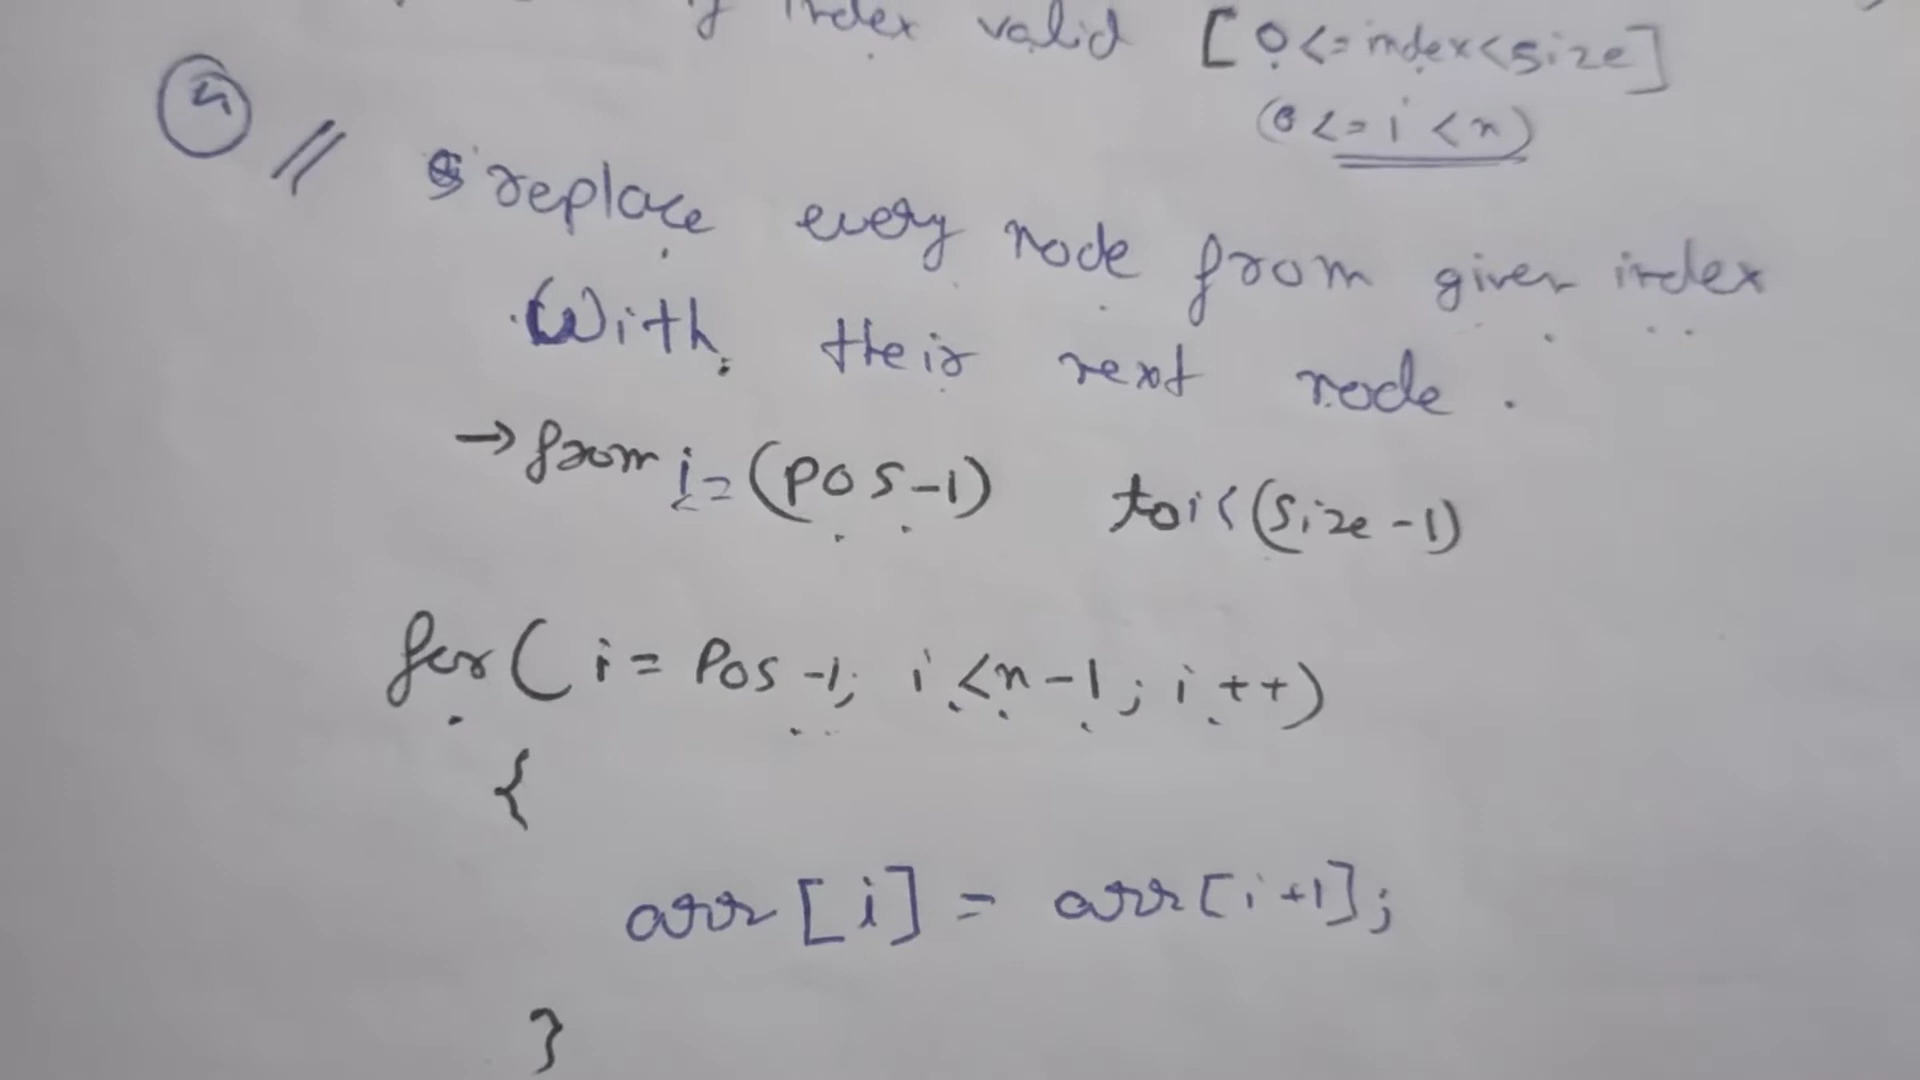 index valid [0<=index<size]
(0<=i<n)
4 // replace every node from given index
With their next node.
→ from i=(pos-1) to i<(size-1)
for( i = Pos -1; i <n-1; i ++)
{
arr [i] = arr[i+1];
}